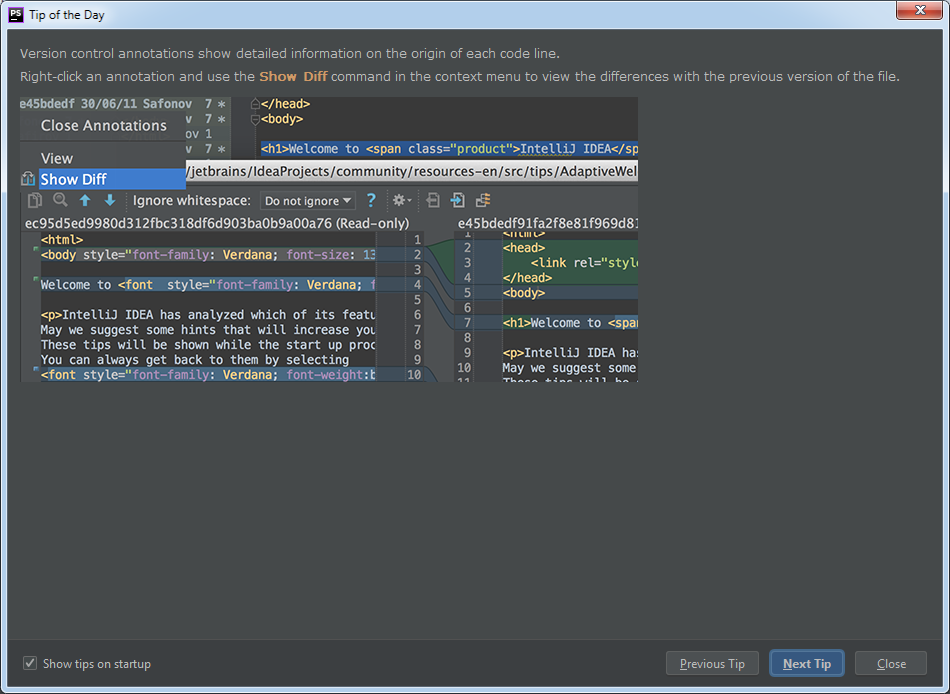 PS Tip of the Day
Version control annotations show detailed information on the origin of each code line.
Right-click an annotation and use the Show Diff command in the context menu to view the differences with the previous version of the file.
e45bdedf 30/06/11 Safonov 7 *
</head>
Close Annotations
v 7 *
<body>
ov 1
v 7 *
<h1>Welcome to <span class="product">IntelliJ IDEA</sp
View
Show Diff
/jetbrains/IdeaProjects/community/resources-en/src/tips/AdaptiveWel
Ignore whitespace: Do not ignore ?
ec95d5ed9980d312fbc318df6d903ba0b9a00a76 (Read-only)
e45bdedf91fa2f8e81f969d81
<html> 1
<body style="font-family: Verdana; font-size: 13 2
3
Welcome to <font  style="font-family: Verdana; f 4
5
<p>IntelliJ IDEA has analyzed which of its featu 6
May we suggest some hints that will increase you 7
These tips will be shown while the start up proc 8
You can always get back to them by selecting 9
<font style="font-family: Verdana; font-weight:b 10
1 <html>
2 <head>
3 <link rel="style
4 </head>
5 <body>
6
7 <h1>Welcome to <span
8
9 <p>IntelliJ IDEA has
10 May we suggest some
11 These tips will be
Show tips on startup
Previous Tip
Next Tip
Close